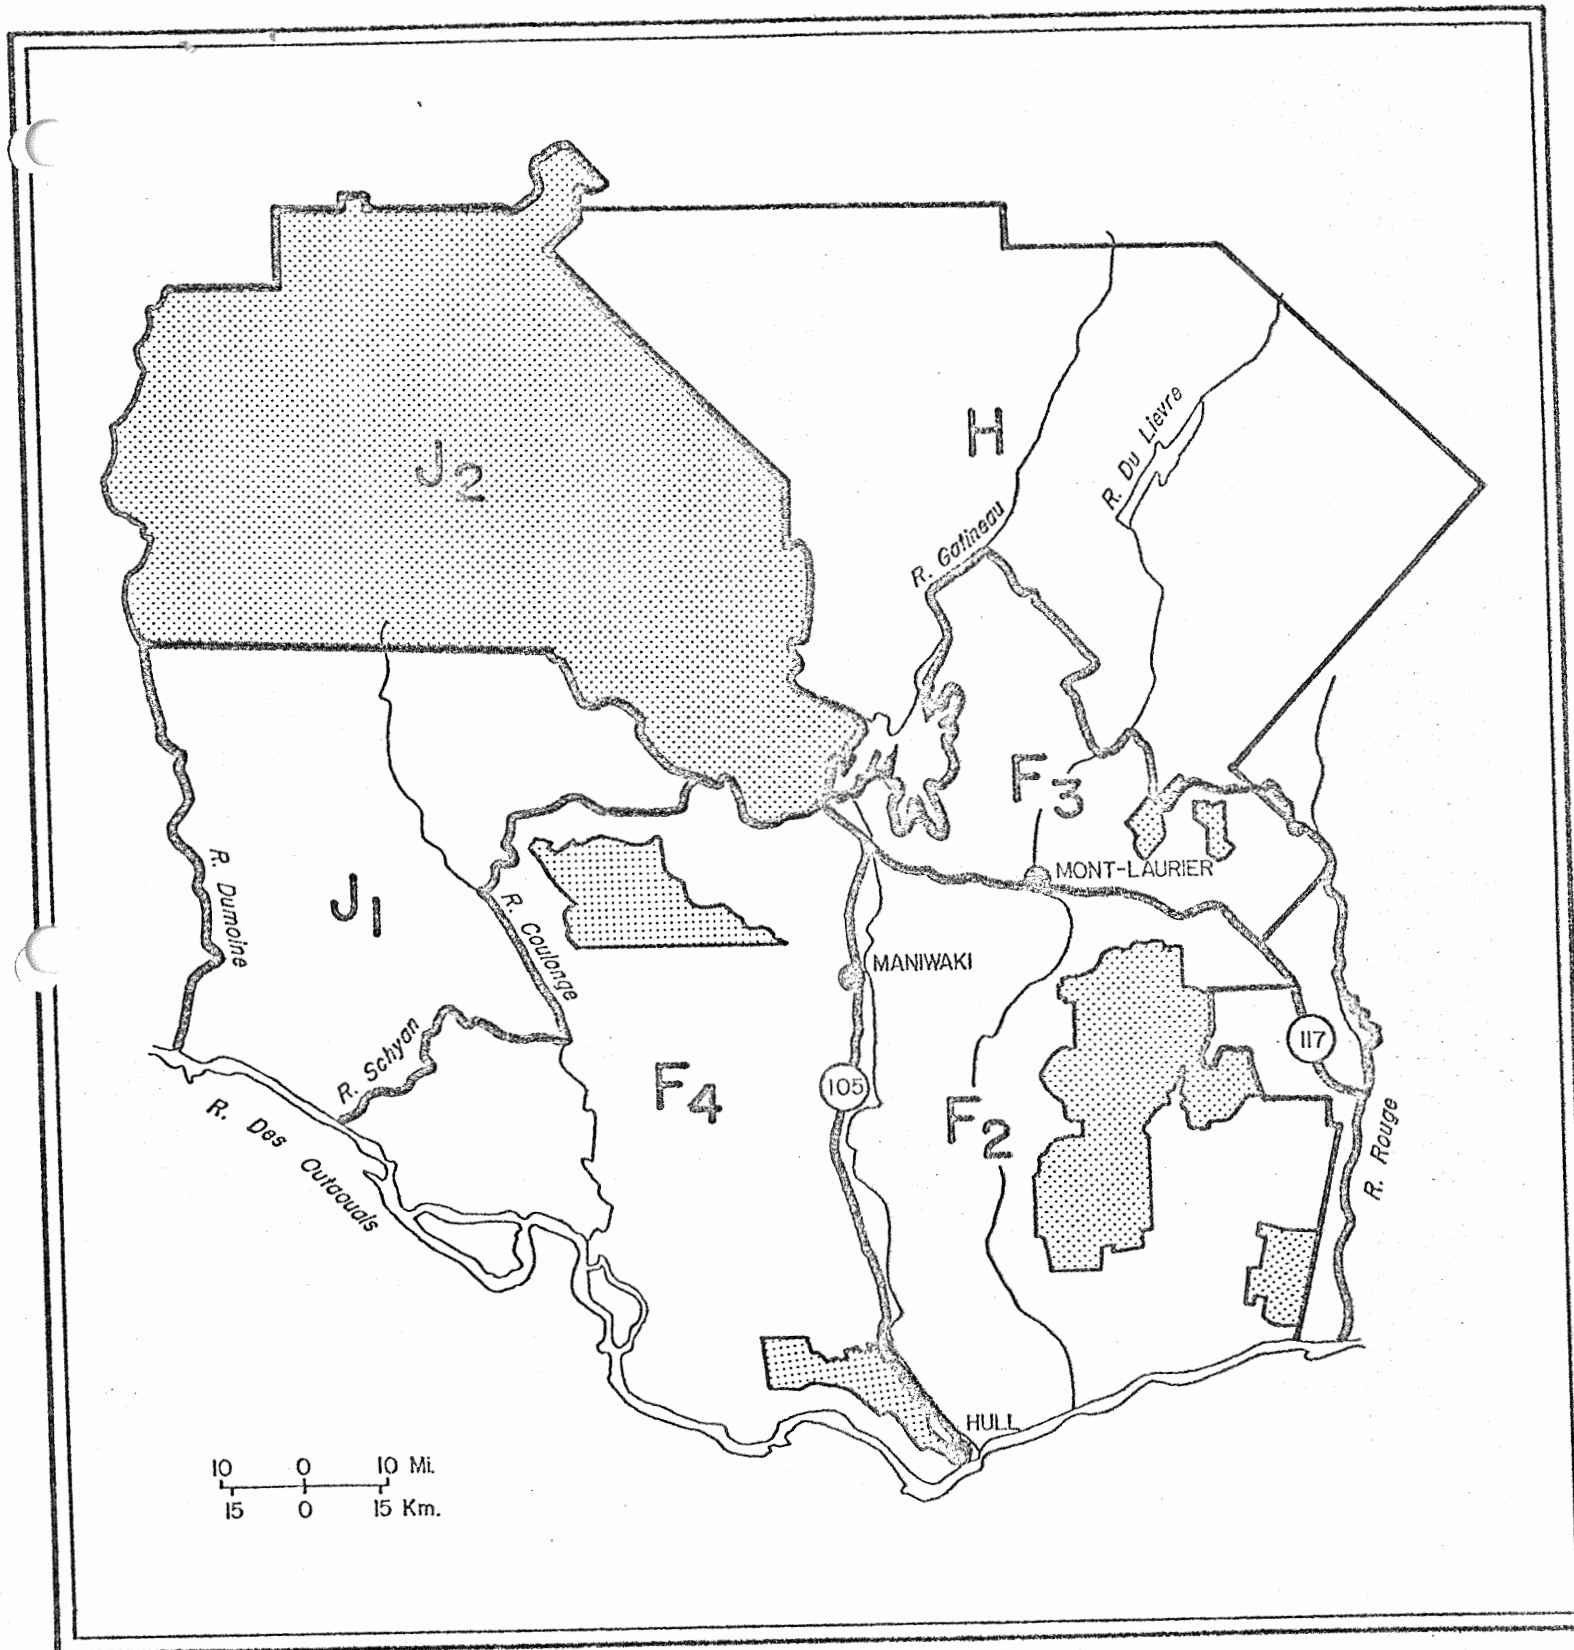 H
J2
R. Du Lievre
R. Gatineau
F3
MONT-LAURIER
J1
R. Dumoine
R. Coulonge
MANIWAKI
R. Schyan
117
105
F4
F2
R. Des Outaouais
R. Rouge
HULL
10 0 10 Mi.
15 0 15 Km.